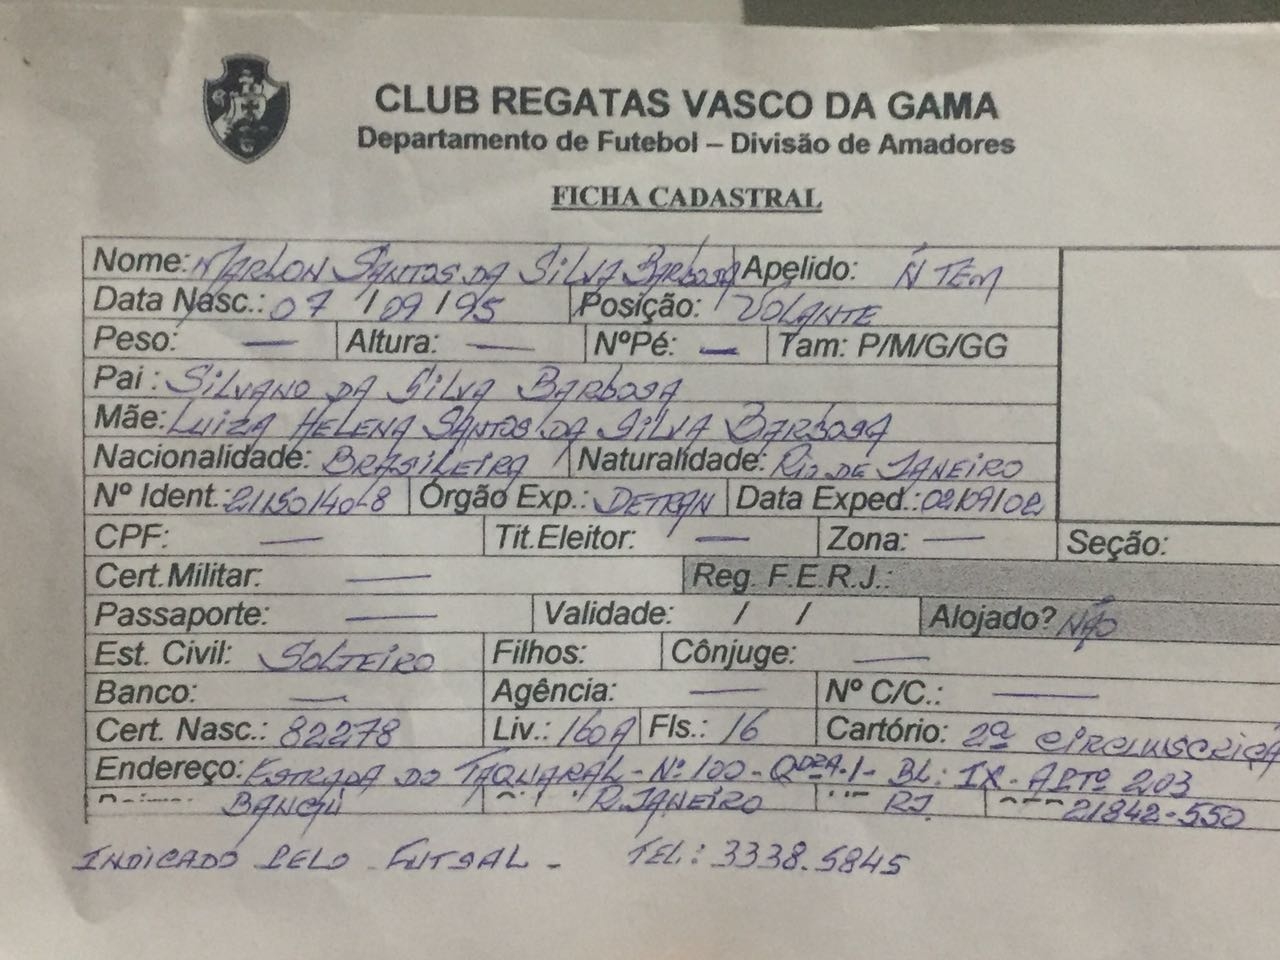 CLUB REGATAS VASCO DA GAMA
Departamento de Futebol – Divisão de Amadores
FICHA CADASTRAL
Nome: MARLON SANTOS DA SILVA BARBOSA Apelido: Ñ TEM
Data Nasc.: 07 / 09 / 95 Posição: VOLANTE
Peso: — Altura: — NºPé: — Tam: P/M/G/GG
Pai : SILVANO DA SILVA BARBOSA
Mãe: LUIZA HELENA SANTOS DA SILVA BARBOSA
Nacionalidade: BRASILEIRA Naturalidade: RIO DE JANEIRO
Nº Ident.: 21150140-8 Órgão Exp.: DETRAN Data Exped.: 02/09/02
CPF: — Tit.Eleitor: — Zona: — Seção:
Cert.Militar: — Reg. F.E.R.J.:
Passaporte: — Validade: / / Alojado? NÃO
Est. Civil: SOLTEIRO Filhos: Cônjuge: —
Banco: — Agência: — Nº C/C.: —
Cert. Nasc.: 82278 Liv.: 160A Fls.: 16 Cartório: 2ª CIRCUNSCRIÇÃ
Endereço: ESTRADA DO TAQUARAL - Nº 100 - QDRA.1 - BL: IX - APTº 203
BANGÚ R.JANEIRO RJ. 21842-550
INDICADO PELO FUTSAL - TEL.: 3338.5845